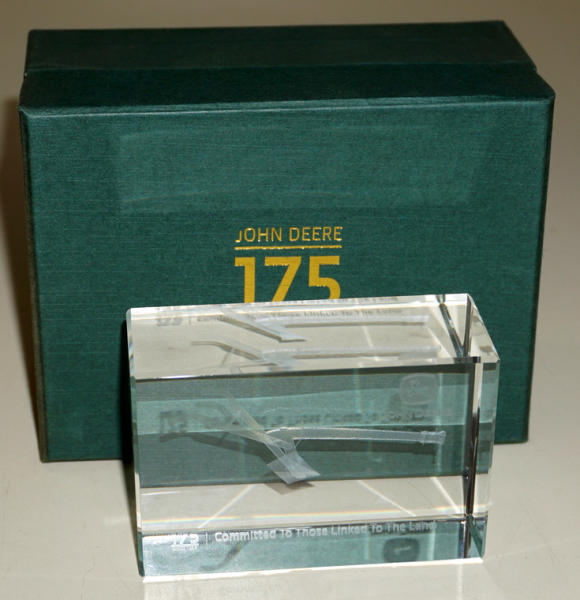 JOHN DEERE
175
175 | Committed To Those Linked To The Land